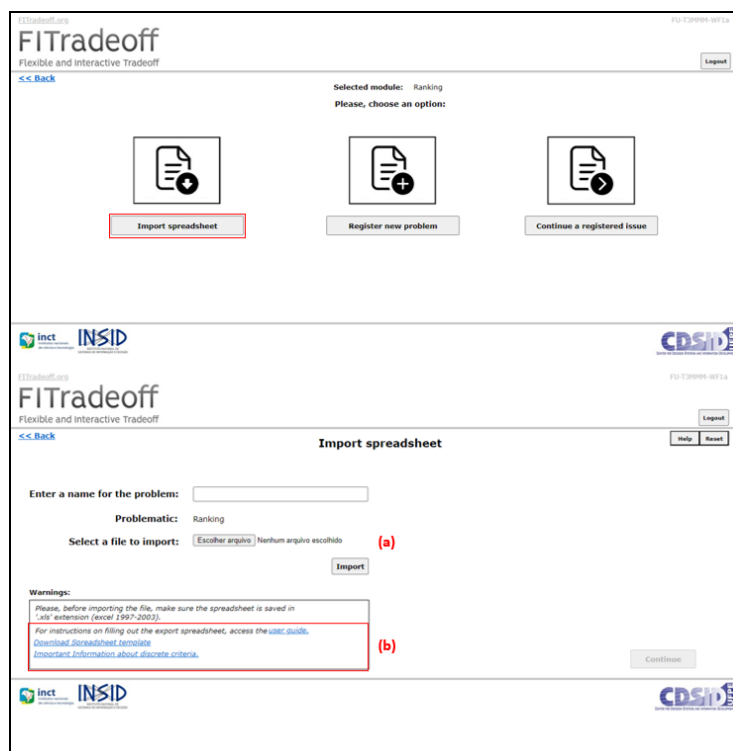 FITradeoff.org
FU-T3MMM-WF1a
FITradeoff
Flexible and Interactive Tradeoff
Logout
<< Back
Selected module: Ranking
Please, choose an option:
Import spreadsheet
Register new problem
Continue a registered issue
inct
INSID
CDSID
UFPE
FITradeoff.org
FU-T3MMM-WF1a
FITradeoff
Flexible and Interactive Tradeoff
Logout
<< Back
Import spreadsheet
Help
Reset
Enter a name for the problem:
Problematic: Ranking
Select a file to import: Escolher arquivo Nenhum arquivo escolhido (a)
Import
Warnings:
Please, before importing the file, make sure the spreadsheet is saved in
'.xls' extension (excel 1997-2003).
For instructions on filling out the export spreadsheet, access the user guide.
Download Spreadsheet template
(b)
Important Information about discrete criteria.
Continue
inct
INSID
CDSID
UFPE